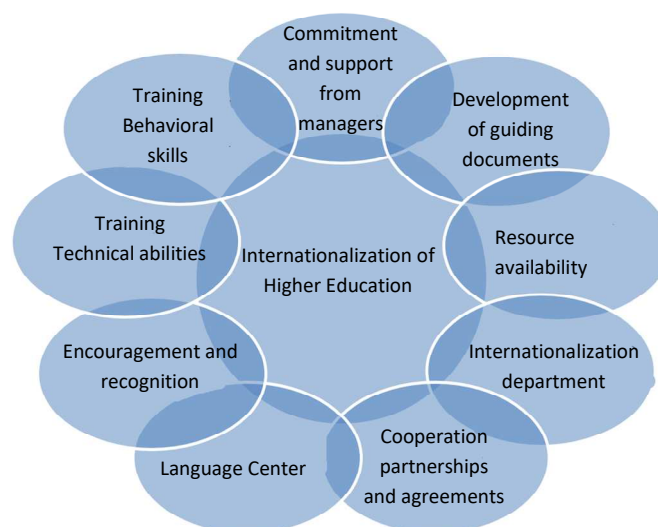 Commitment
and support
from
managers
Development
of guiding
documents
Resource
availability
Internationalization
department
Cooperation
partnerships
and agreements
Language Center
Encouragement and
recognition
Training
Technical abilities
Training
Behavioral
skills
Internationalization of
Higher Education